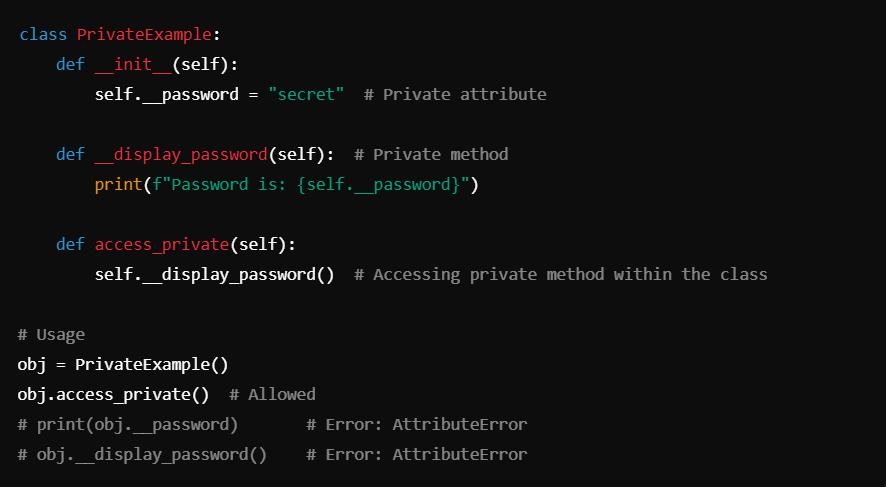 class PrivateExample:
    def __init__(self):
        self.__password = "secret"  # Private attribute

    def __display_password(self):  # Private method
        print(f"Password is: {self.__password}")

    def access_private(self):
        self.__display_password()  # Accessing private method within the class

# Usage
obj = PrivateExample()
obj.access_private()  # Allowed
# print(obj.__password)       # Error: AttributeError
# obj.__display_password()    # Error: AttributeError